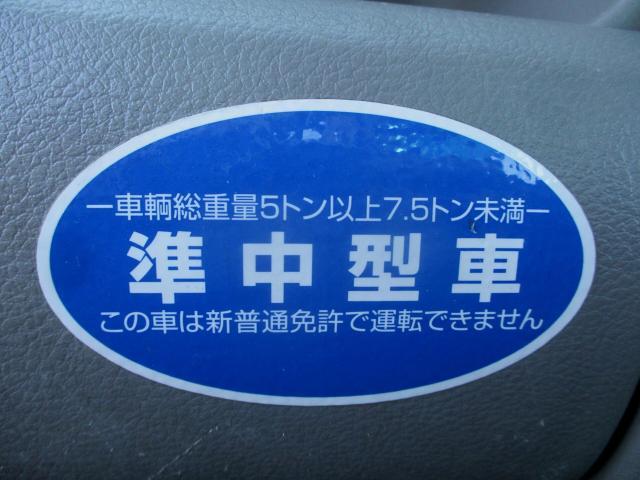 ー車輌総重量5トン以上7.5トン未満ー
準中型車
この車は新普通免許で運転できません